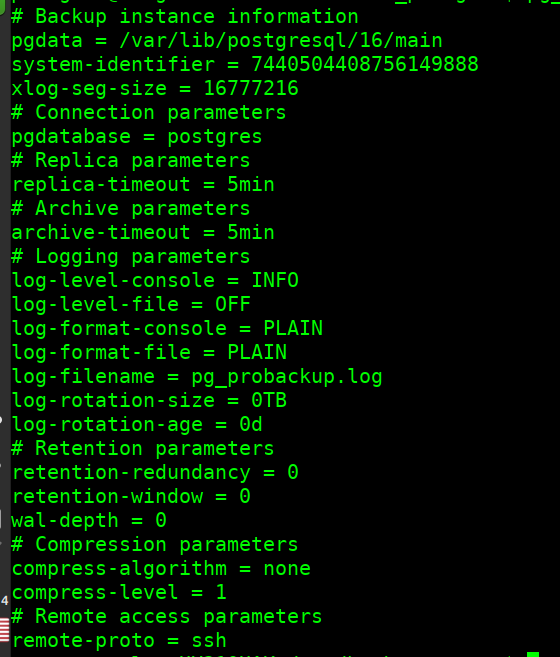 # Backup instance information
pgdata = /var/lib/postgresql/16/main
system-identifier = 7440504408756149888
xlog-seg-size = 16777216
# Connection parameters
pgdatabase = postgres
# Replica parameters
replica-timeout = 5min
# Archive parameters
archive-timeout = 5min
# Logging parameters
log-level-console = INFO
log-level-file = OFF
log-format-console = PLAIN
log-format-file = PLAIN
log-filename = pg_probackup.log
log-rotation-size = 0TB
log-rotation-age = 0d
# Retention parameters
retention-redundancy = 0
retention-window = 0
wal-depth = 0
# Compression parameters
compress-algorithm = none
compress-level = 1
4
# Remote access parameters
remote-proto = ssh